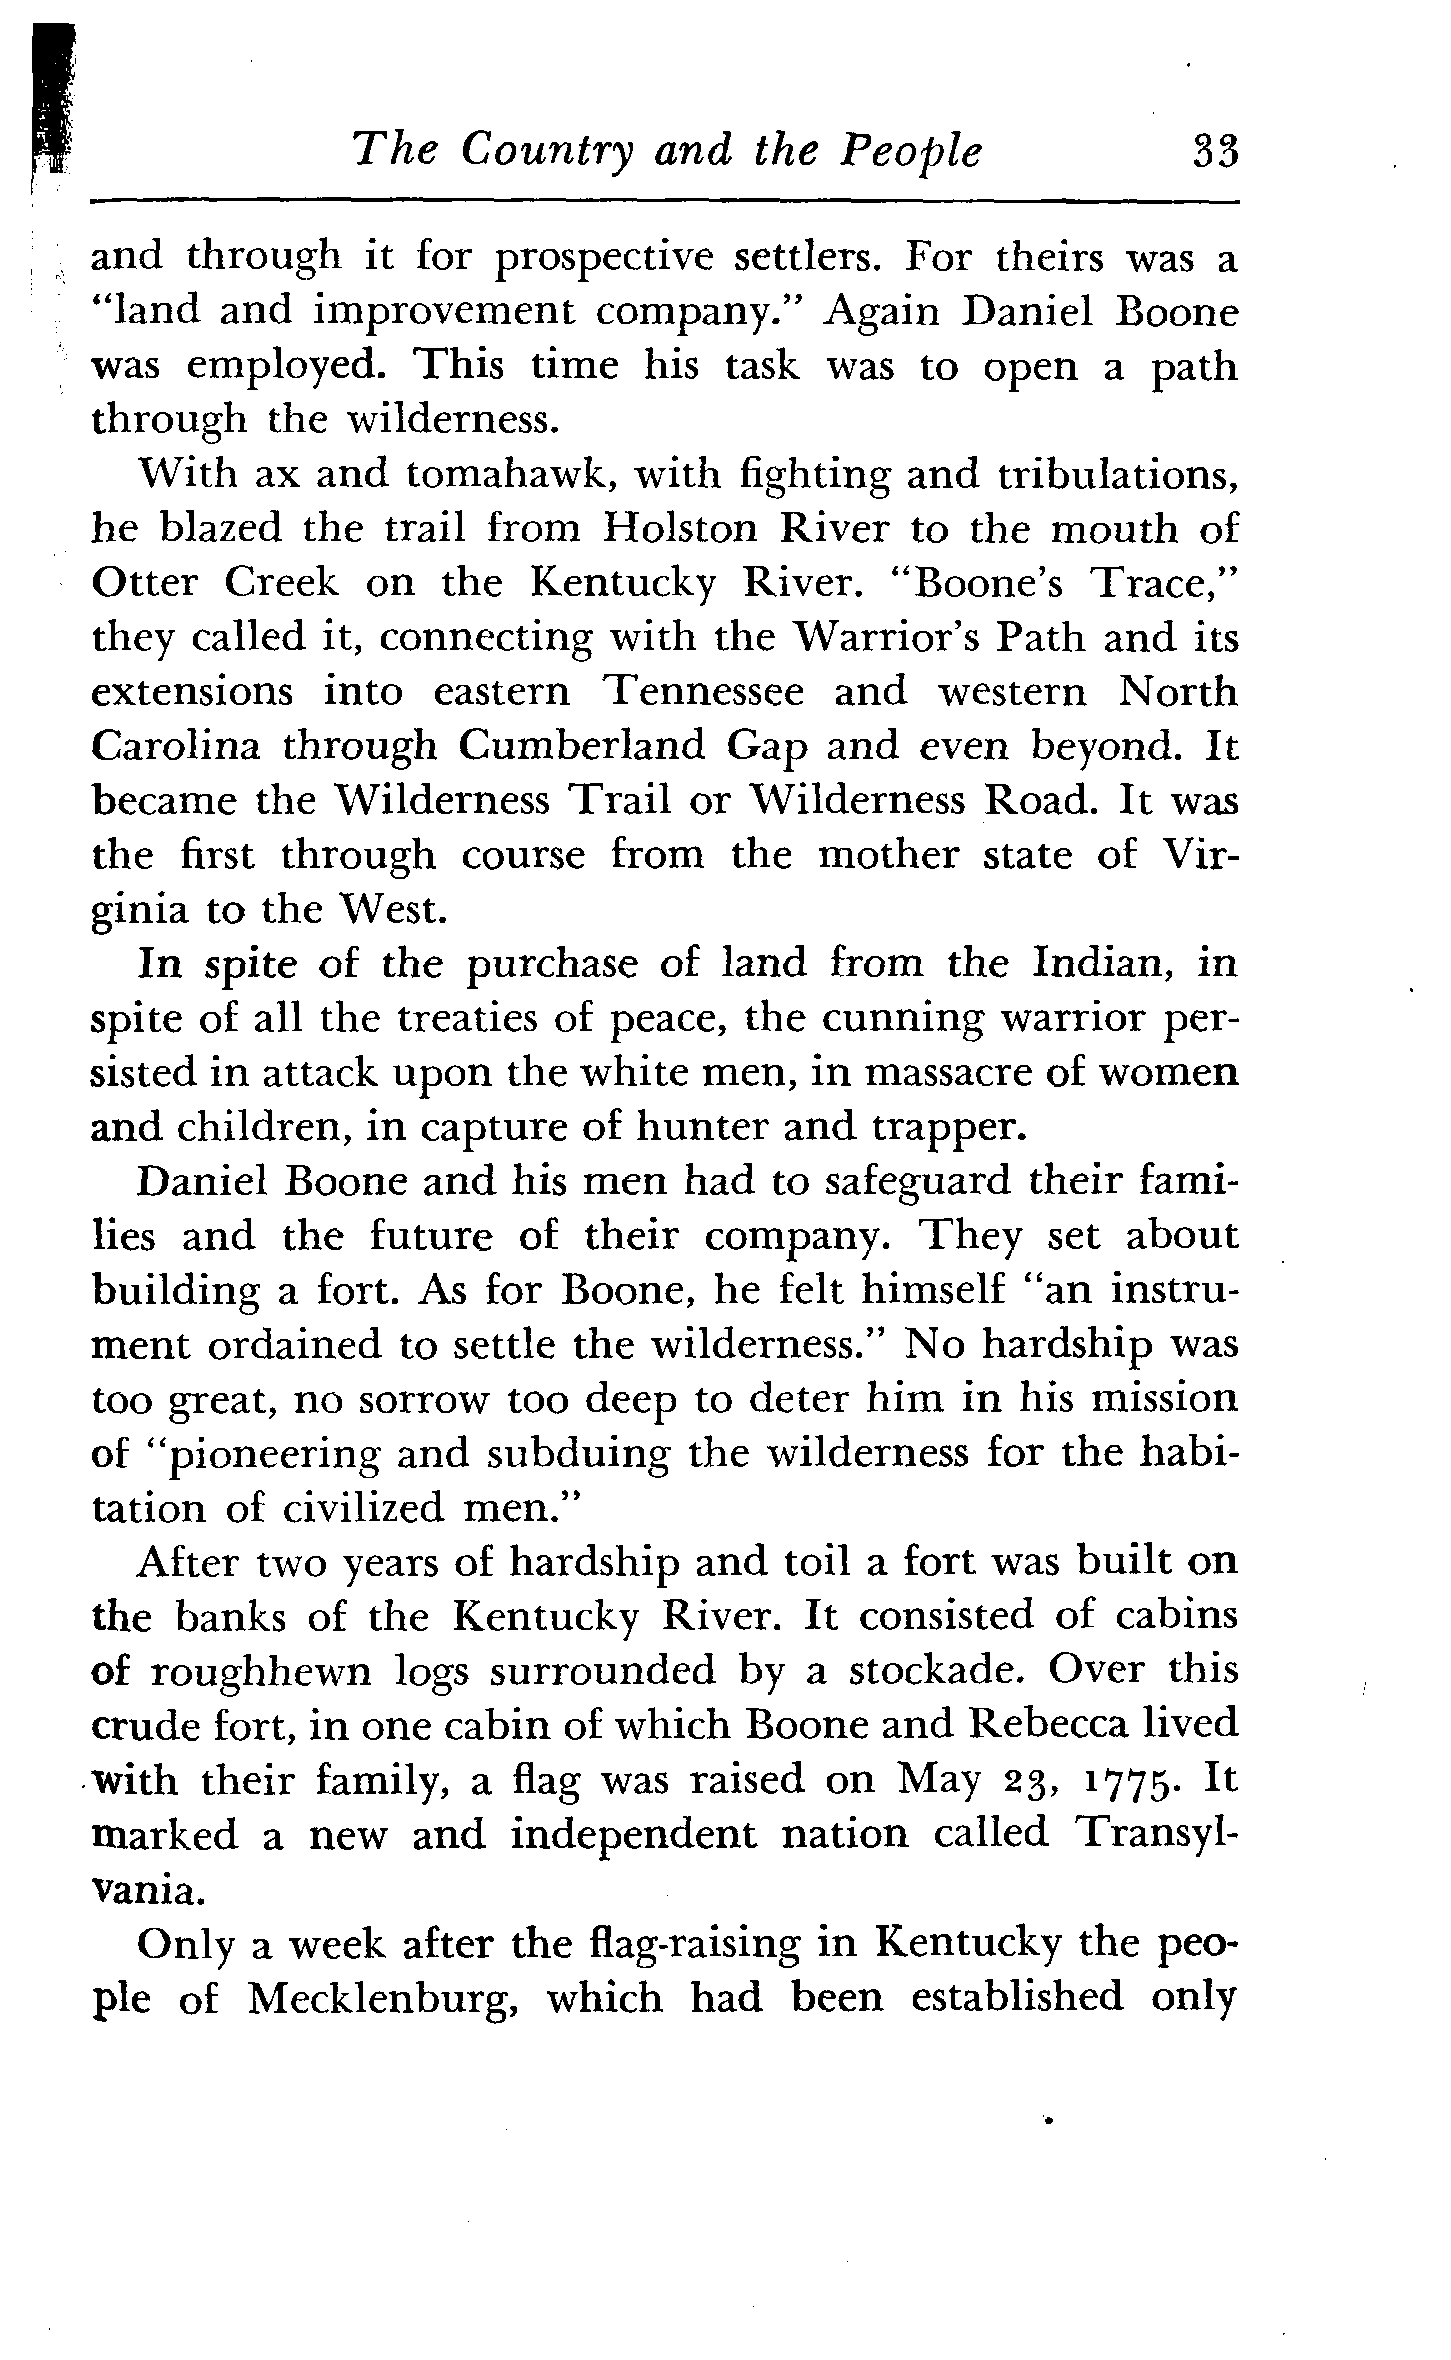 The Country and the People 33
and through it for prospective settlers. For theirs was a
“land and improvement company.” Again Daniel Boone
was employed. This time his task was to open a path
through the wilderness.
With ax and tomahawk, with fighting and tribulations,
he blazed the trail from Holston River to the mouth of
Otter Creek on the Kentucky River. “Boone’s Trace,”
they called it, connecting with the Warrior’s Path and its
extensions into eastern Tennessee and western North
Carolina through Cumberland Gap and even beyond. It
became the Wilderness Trail or Wilderness Road. It was
the first through course from the mother state of Vir-
ginia to the West.
In spite of the purchase of land from the Indian, in
spite of all the treaties of peace, the cunning warrior per-
sisted in attack upon the white men, in massacre of women
and children, in capture of hunter and trapper.
Daniel Boone and his men had to safeguard their fami-
lies and the future of their company. They set about
building a fort. As for Boone, he felt himself “an instru-
ment ordained to settle the wilderness.” No hardship was
too great, no sorrow too deep to deter him in his mission
of “pioneering and subduing the wilderness for the habi-
tation of civilized men.”
After two years of hardship and toil a fort was built on
the banks of the Kentucky River. It consisted of cabins
of roughhewn logs surrounded by a stockade. Over this
crude fort, in one cabin of which Boone and Rebecca lived
with their family, a flag was raised on May 23, 1775. It
marked a new and independent nation called Transyl-
vania.
Only a week after the flag-raising in Kentucky the peo-
ple of Mecklenburg, which had been established only